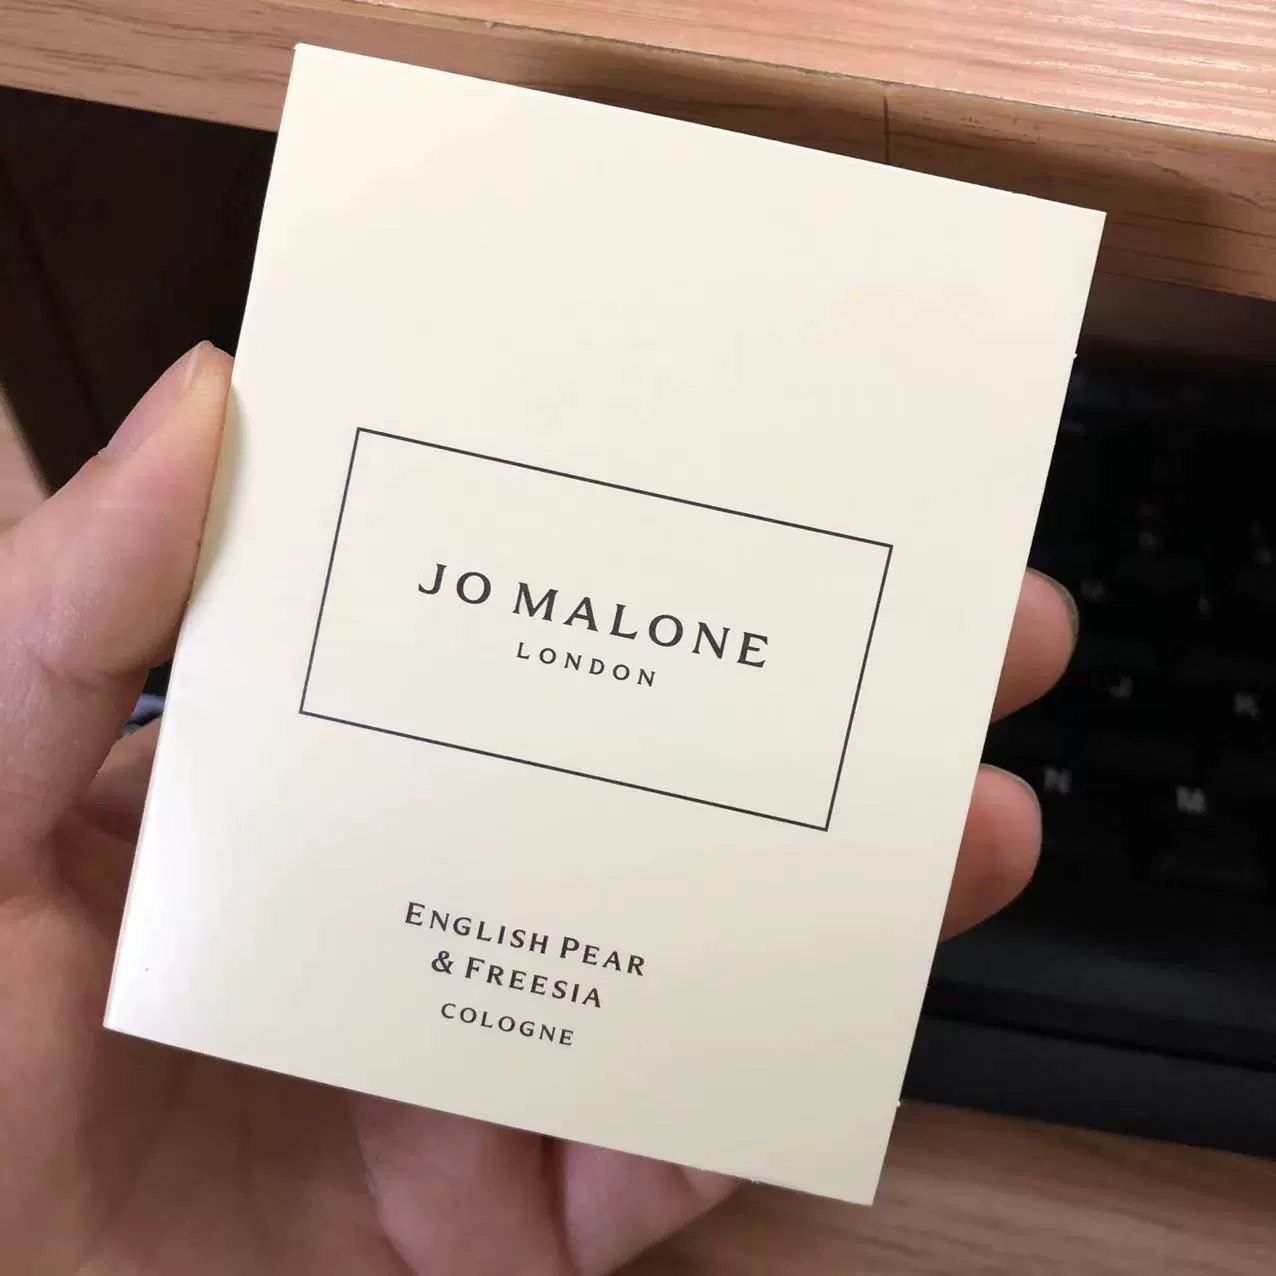 JO MALONE
LONDON
ENGLISH PEAR
& FREESIA
COLOGNE
J
K
N
M